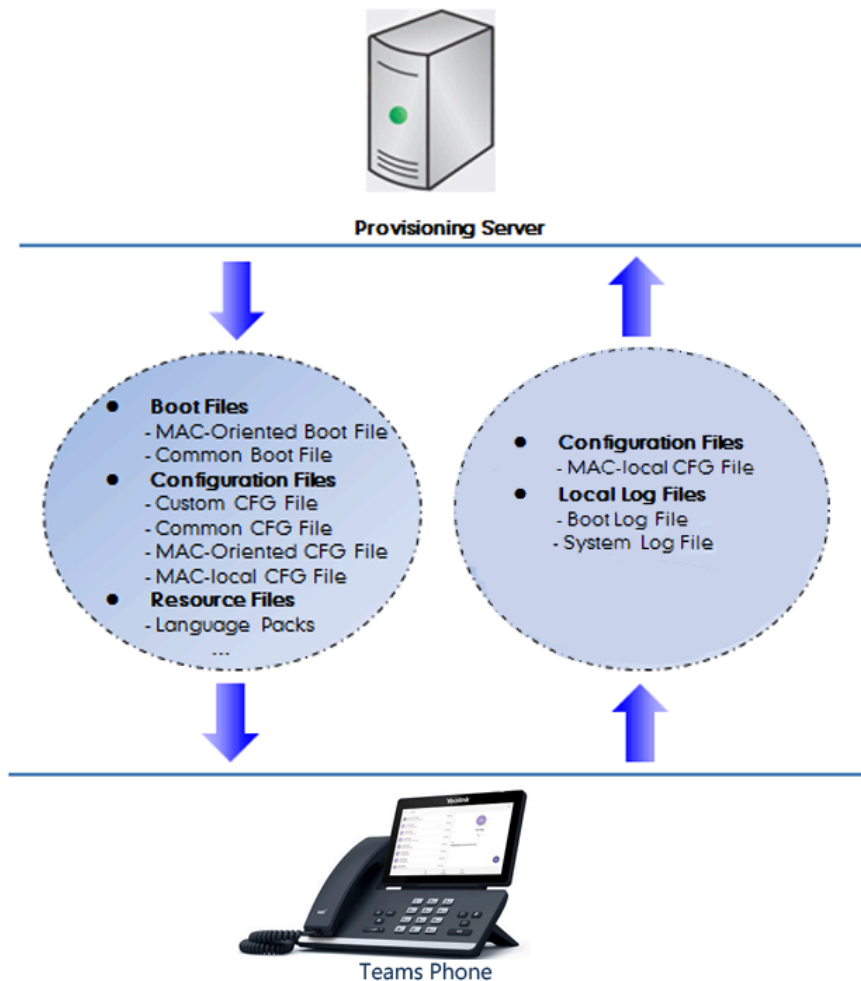 Provisioning Server
● Boot Files
- MAC-Oriented Boot File
- Common Boot File
● Configuration Files
- Custom CFG File
- Common CFG File
- MAC-Oriented CFG File
- MAC-local CFG File
● Resource Files
- Language Packs
...
● Configuration Files
- MAC-local CFG File
● Local Log Files
- Boot Log File
- System Log File
Yealink
Teams Phone